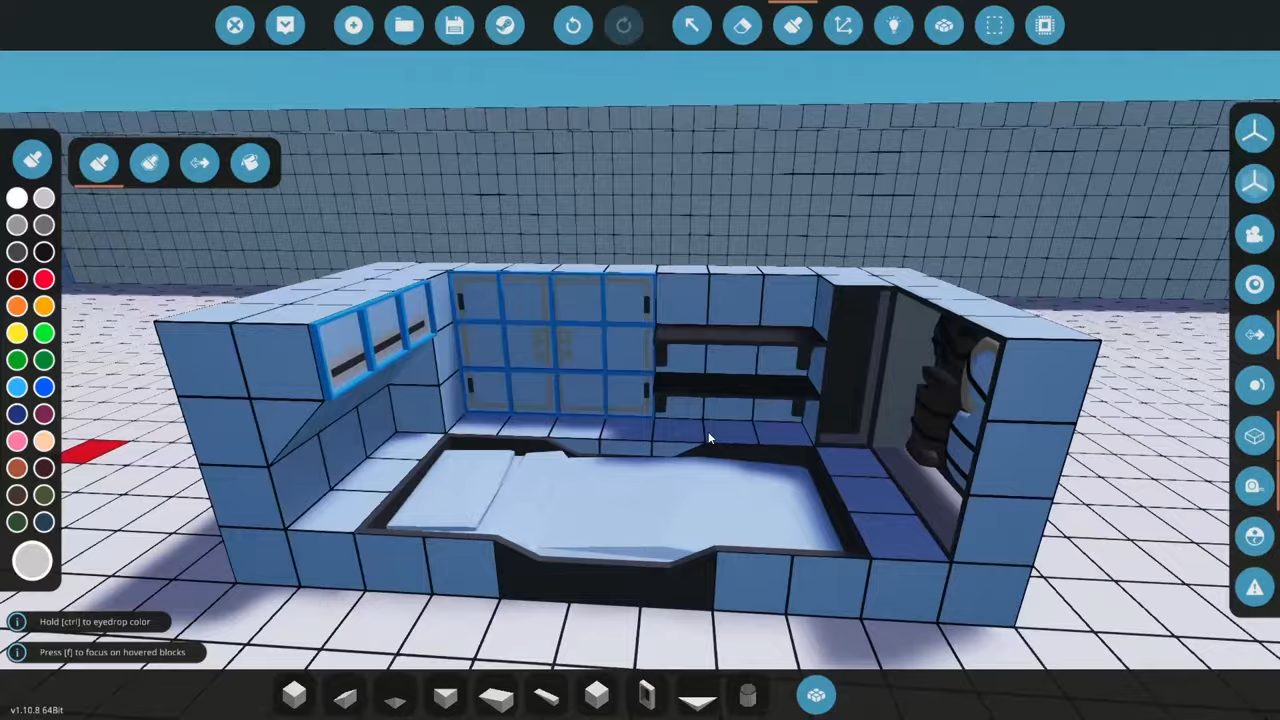 Hold [ctrl] to eyedrop color
Press [f] to focus on hovered blocks
v1.10.8 64Bit